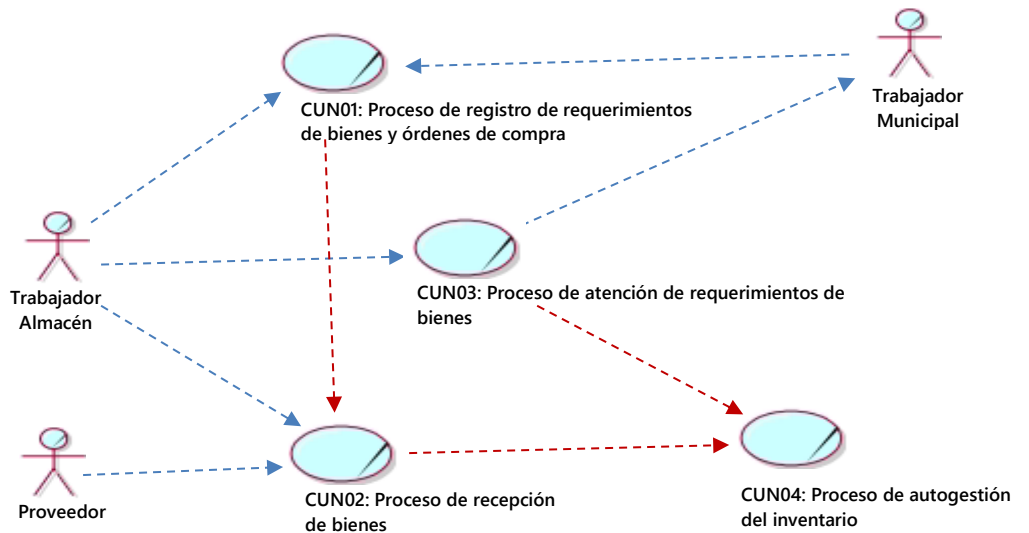 Trabajador
Municipal
CUN01: Proceso de registro de requerimientos
de bienes y órdenes de compra
Trabajador
Almacén
CUN03: Proceso de atención de requerimientos de
bienes
Proveedor
CUN02: Proceso de recepción
de bienes
CUN04: Proceso de autogestión
del inventario